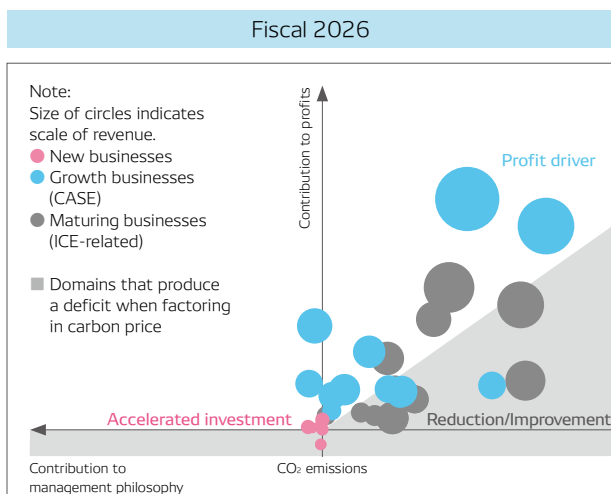 Fiscal 2026
Note:
Size of circles indicates
scale of revenue.
New businesses
Growth businesses
(CASE)
Maturing businesses
(ICE-related)
Domains that produce
a deficit when factoring
in carbon price
Contribution to profits
Profit driver
Accelerated investment
Reduction/Improvement
Contribution to
management philosophy
CO₂ emissions